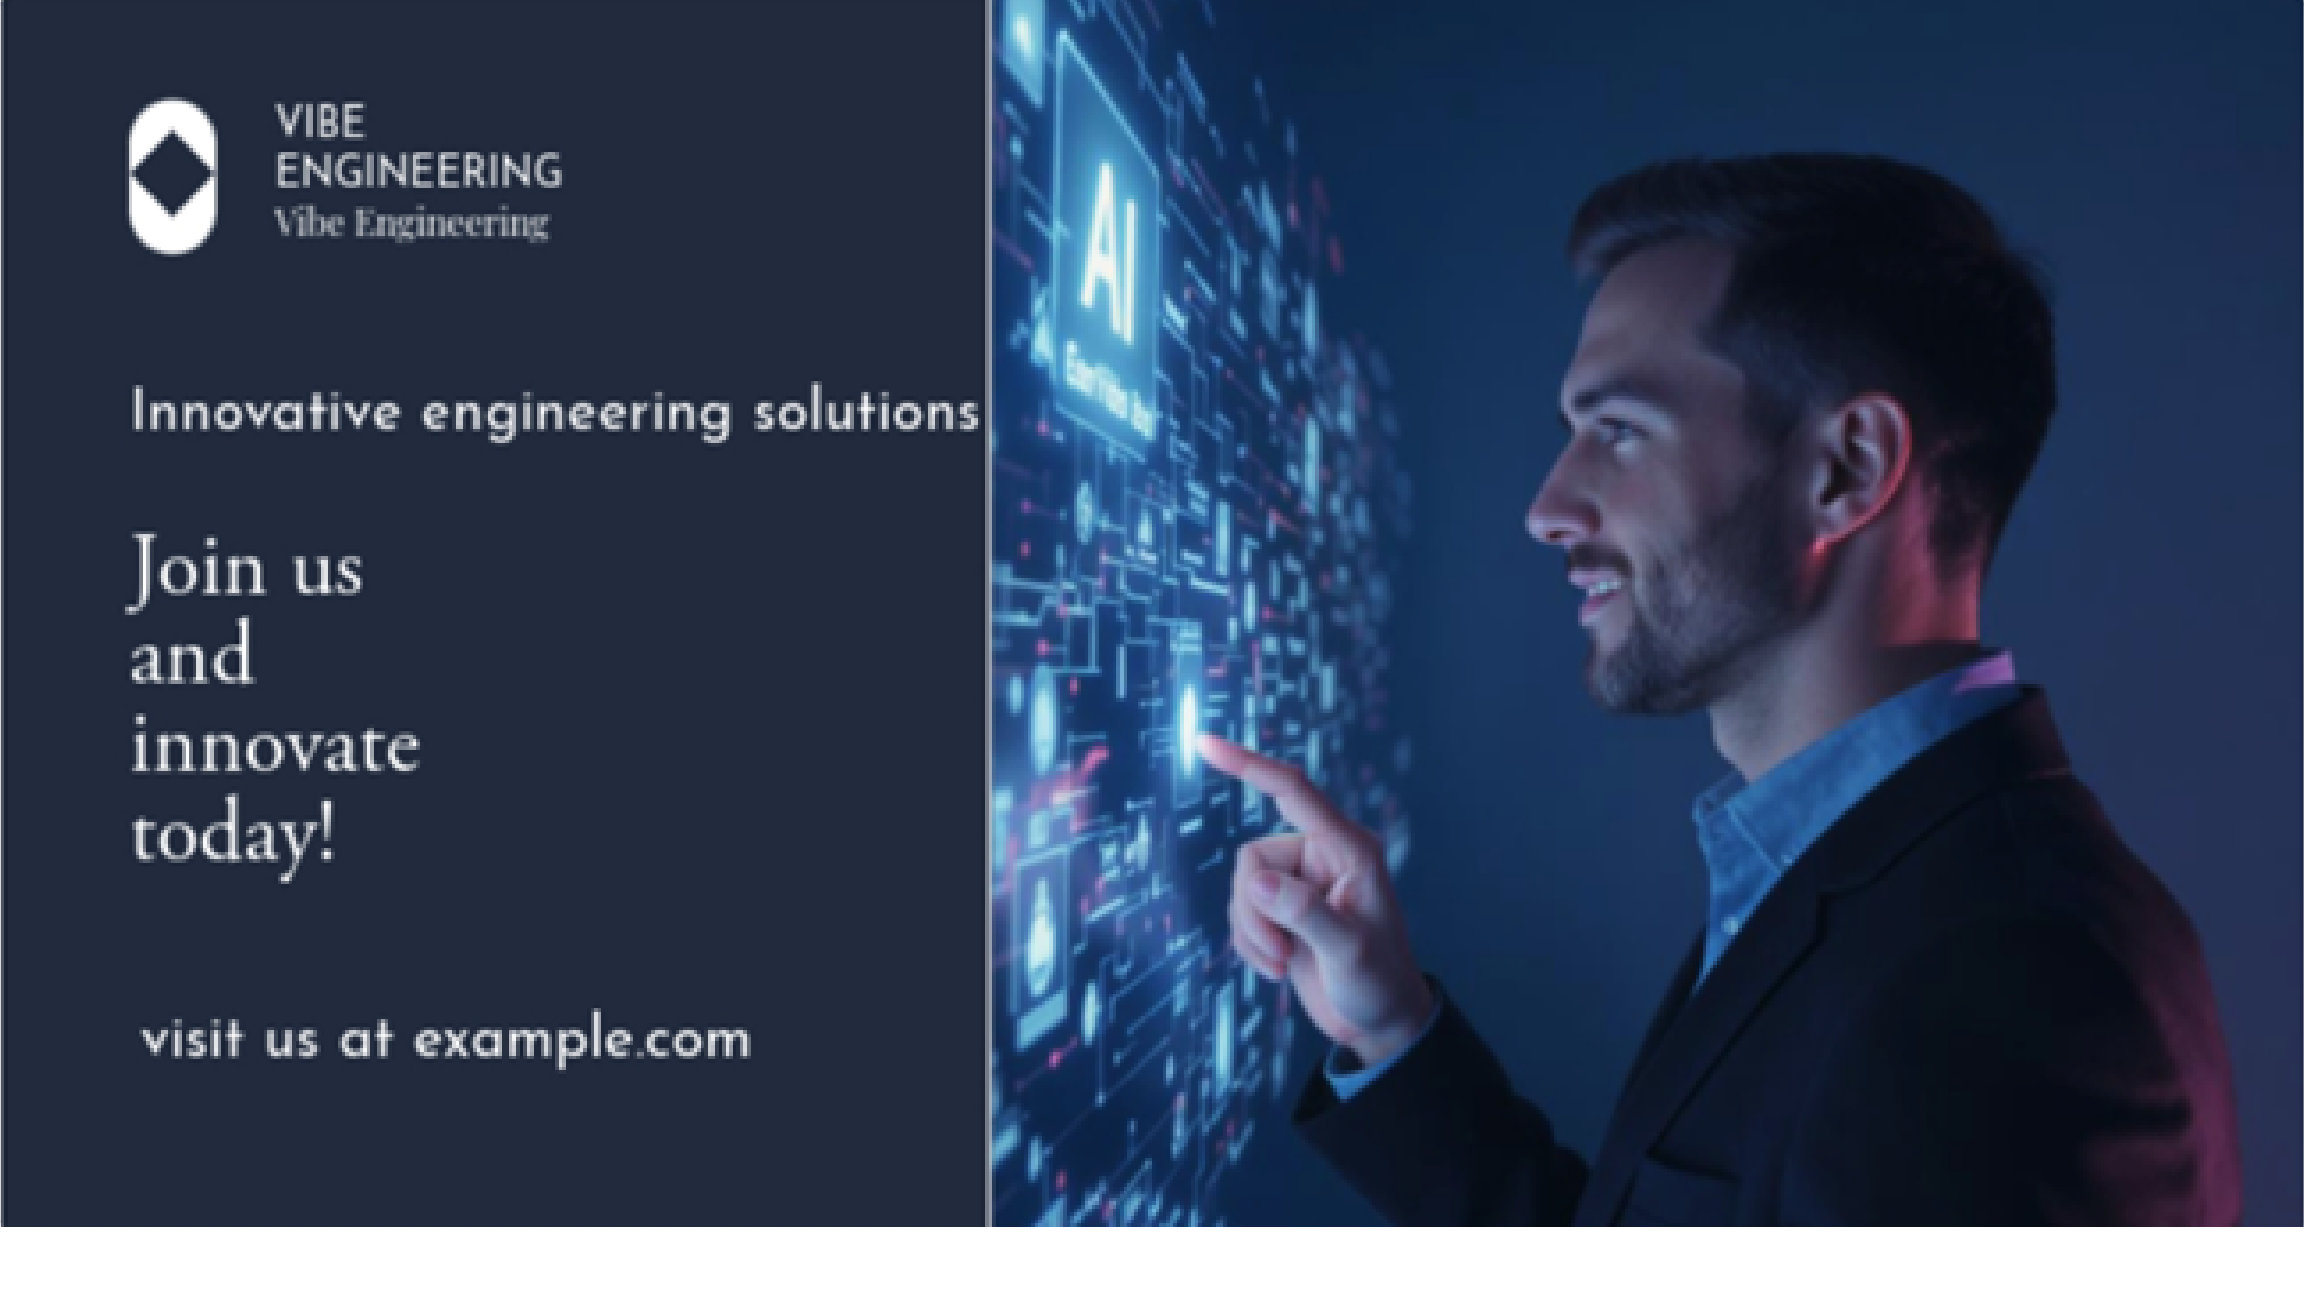 VIBE
ENGINEERING
Vibe Engineering
Innovative engineering solutions
Join us
and
innovate
today!
visit us at example.com
AI